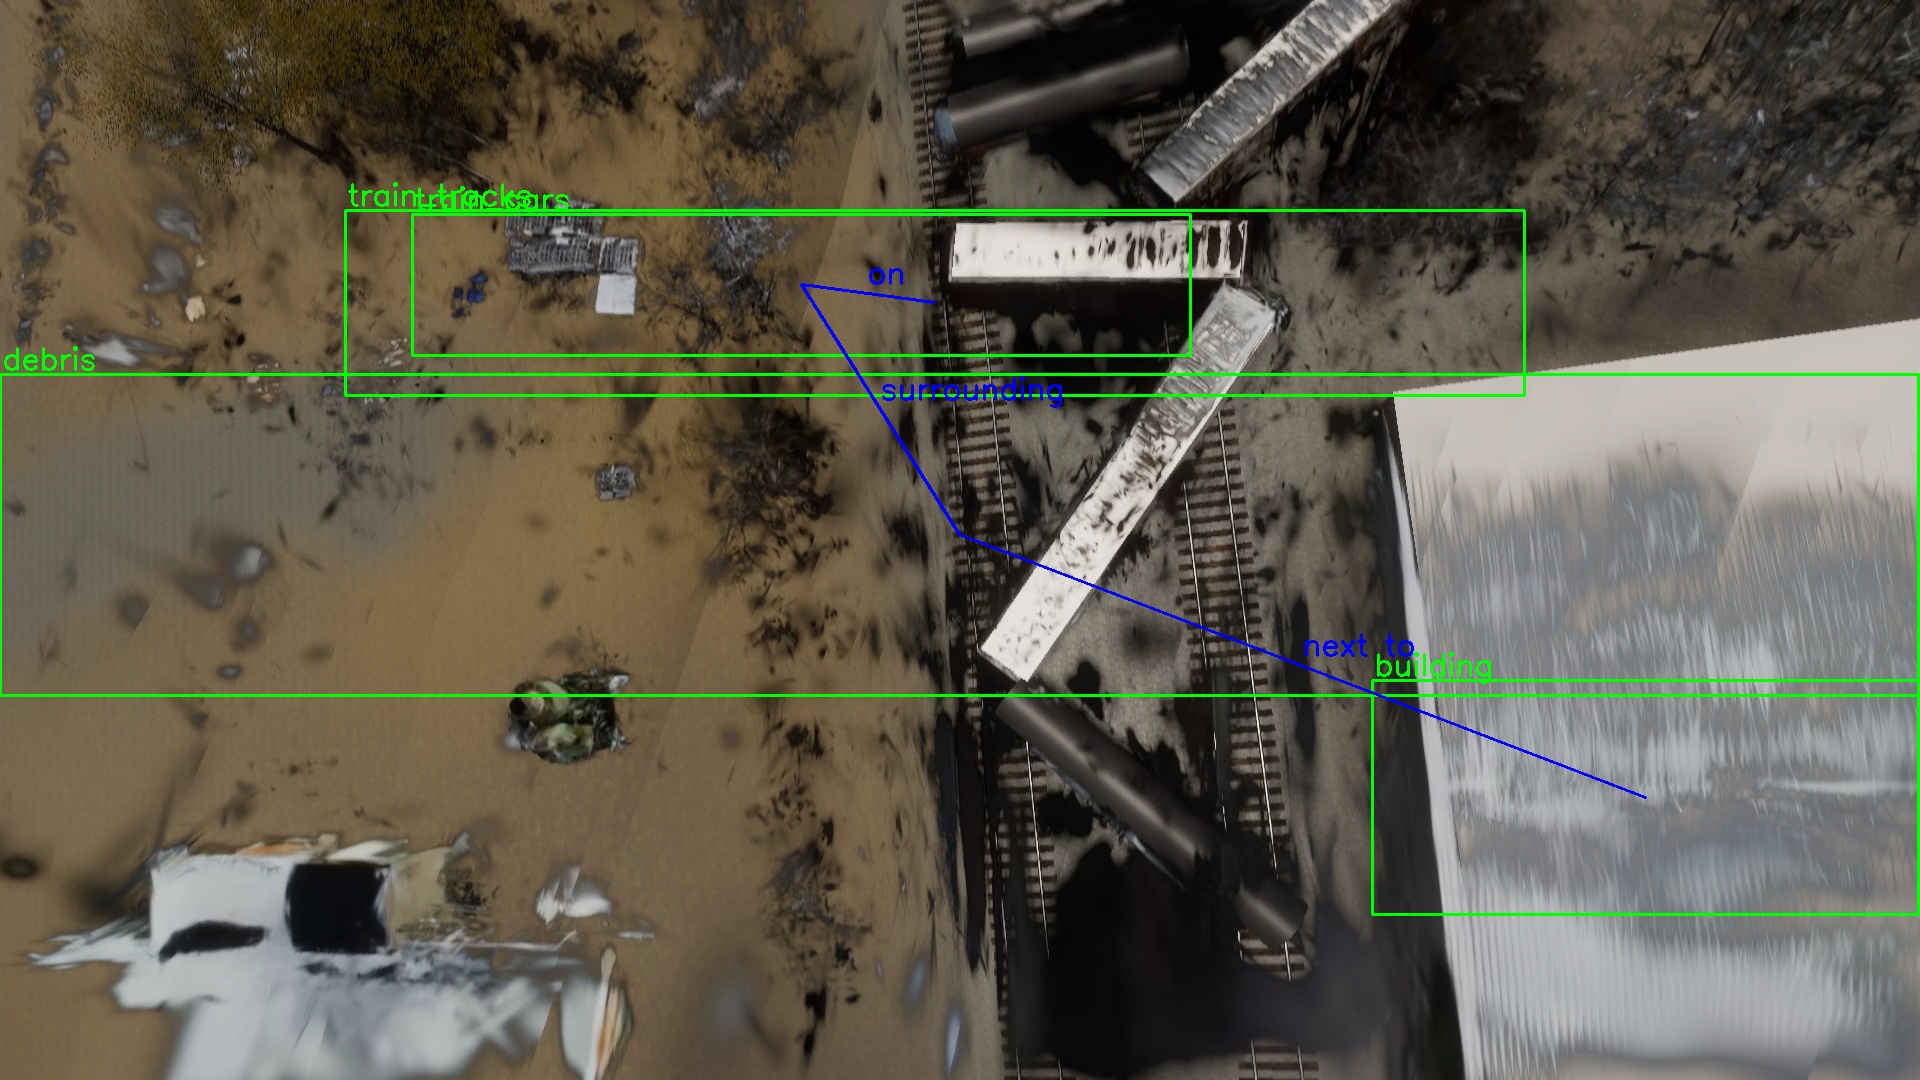 train tracks
train cars
on
debris
surrounding
next to
building